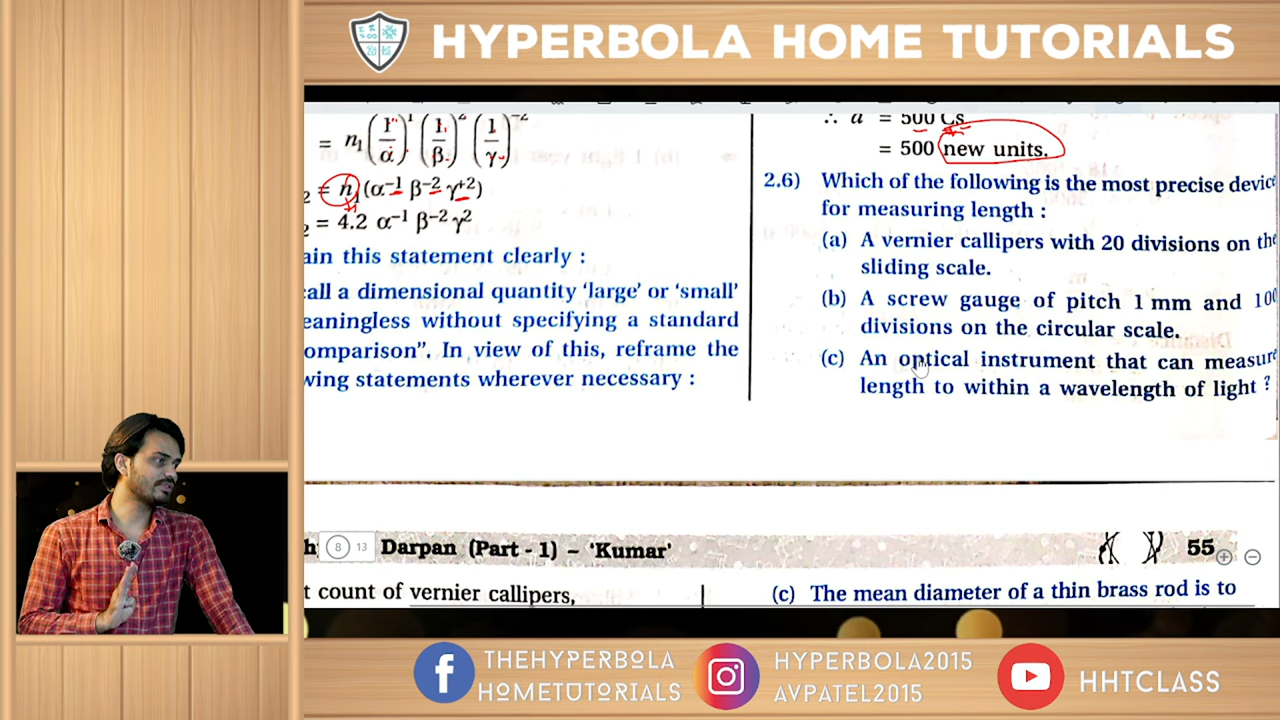 HYPERBOLA HOME TUTORIALS
= n₁ (1/α)¹ (1/β)⁻² (1/γ)⁻²
₂ = n₁(α⁻¹ β⁻² γ⁺²)
₂ = 4.2 α⁻¹ β⁻² γ²
ain this statement clearly :
call a dimensional quantity ‘large’ or ‘small’
eaningless without specifying a standard
omparison”. In view of this, reframe the
wing statements wherever necessary :
∴ a = 500 Cs
= 500 new units.
2.6) Which of the following is the most precise device
for measuring length :
(a) A vernier callipers with 20 divisions on the
sliding scale.
(b) A screw gauge of pitch 1 mm and 100
divisions on the circular scale.
(c) An optical instrument that can measure
length to within a wavelength of light ?
8 13 Darpan (Part - 1) – ‘Kumar’ 55
t count of vernier callipers,
(c) The mean diameter of a thin brass rod is to
THEHYPERBOLA
HOMETUTORIALS
HYPERBOLA2015
AVPATEL2015
HHTCLASS